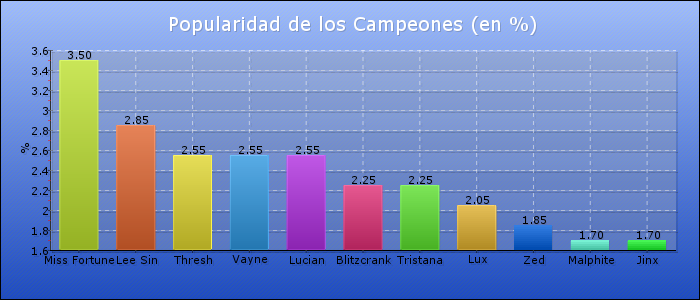 Popularidad de los Campeones (en %)
3.6
3.4
3.2
3
2.8
2.6
2.4
2.2
2
1.8
1.6
%
3.50
2.85
2.55
2.55
2.55
2.25
2.25
2.05
1.85
1.70
1.70
Miss Fortune
Lee Sin
Thresh
Vayne
Lucian
Blitzcrank
Tristana
Lux
Zed
Malphite
Jinx